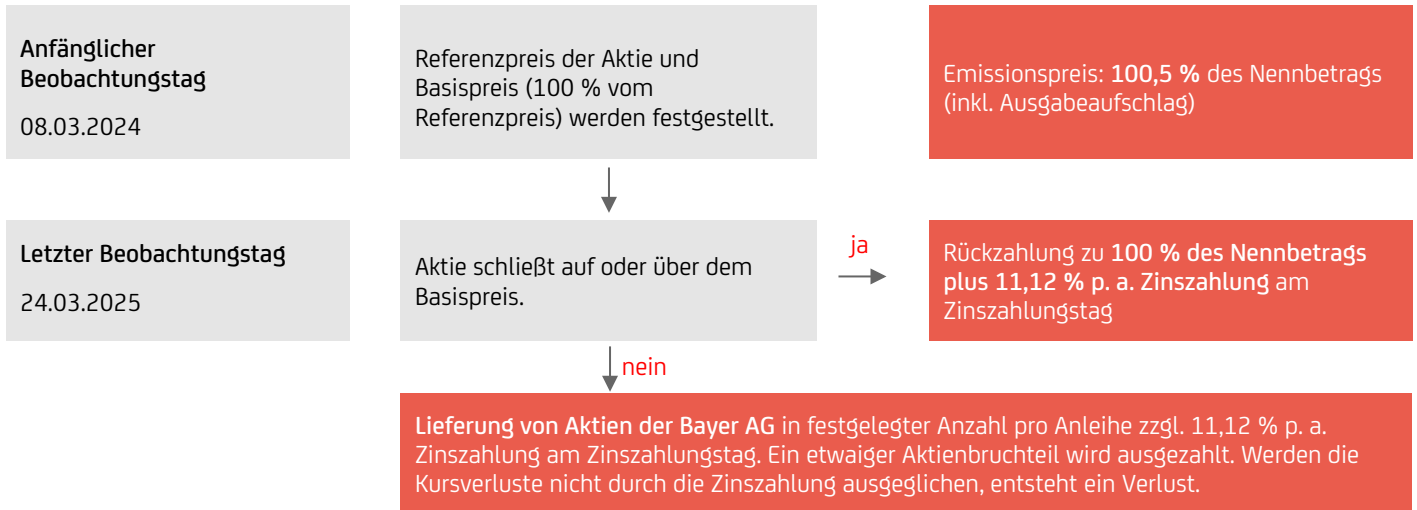 Anfänglicher
Beobachtungstag
08.03.2024
Referenzpreis der Aktie und
Basispreis (100 % vom
Referenzpreis) werden festgestellt.
Emissionspreis: 100,5 % des Nennbetrags
(inkl. Ausgabeaufschlag)
Letzter Beobachtungstag
24.03.2025
Aktie schließt auf oder über dem
Basispreis.
ja
Rückzahlung zu 100 % des Nennbetrags
plus 11,12 % p. a. Zinszahlung am
Zinszahlungstag
nein
Lieferung von Aktien der Bayer AG in festgelegter Anzahl pro Anleihe zzgl. 11,12 % p. a.
Zinszahlung am Zinszahlungstag. Ein etwaiger Aktienbruchteil wird ausgezahlt. Werden die
Kursverluste nicht durch die Zinszahlung ausgeglichen, entsteht ein Verlust.